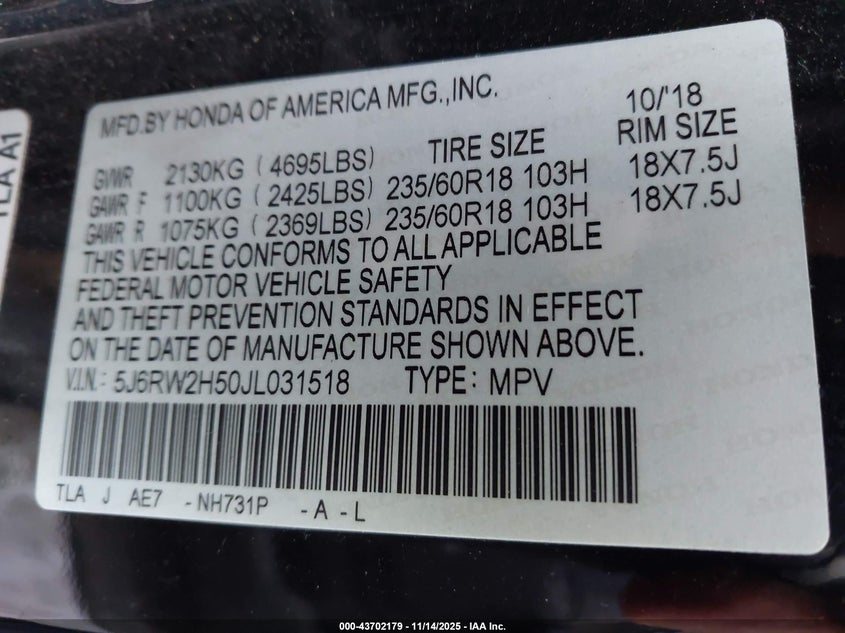 TLA A1
MFD.BY HONDA OF AMERICA MFG.,INC. 10/'18
TIRE SIZE RIM SIZE
GVWR 2130KG ( 4695LBS)
GAWR F 1100KG ( 2425LBS) 235/60R18 103H 18X7.5J
GAWR R 1075KG ( 2369LBS) 235/60R18 103H 18X7.5J
THIS VEHICLE CONFORMS TO ALL APPLICABLE
FEDERAL MOTOR VEHICLE SAFETY
AND THEFT PREVENTION STANDARDS IN EFFECT
ON THE DATE OF MANUFACTURE SHOWN ABOVE.
V.I.N.: 5J6RW2H50JL031518 TYPE: MPV
TLA J AE7 -NH731P -A -L
000-43702179 - 11/14/2025 - IAA Inc.